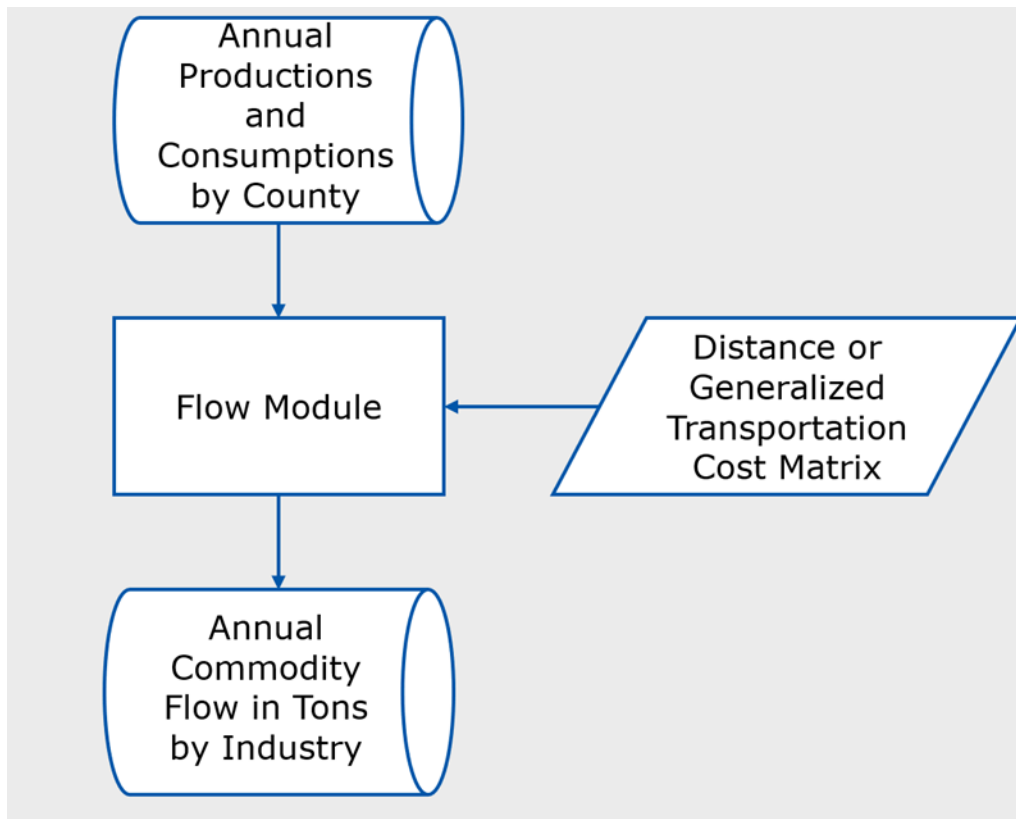 Annual
Productions
and
Consumptions
by County
Flow Module
Distance or
Generalized
Transportation
Cost Matrix
Annual
Commodity
Flow in Tons
by Industry